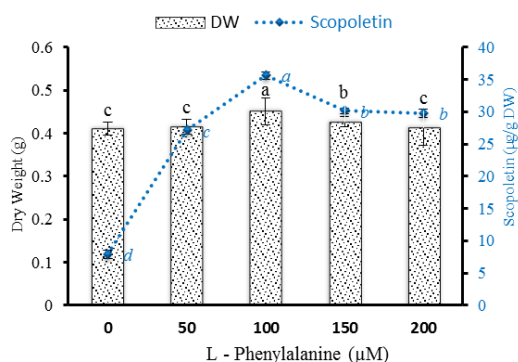 DW Scopoletin
0.6
0.5
0.4
0.3
0.2
0.1
0
Dry Weight (g)
c c a b c
d c a b b
40
35
30
25
20
15
10
5
0
Scopoletin (µg/g DW)
0 50 100 150 200
L - Phenylalanine (µM)